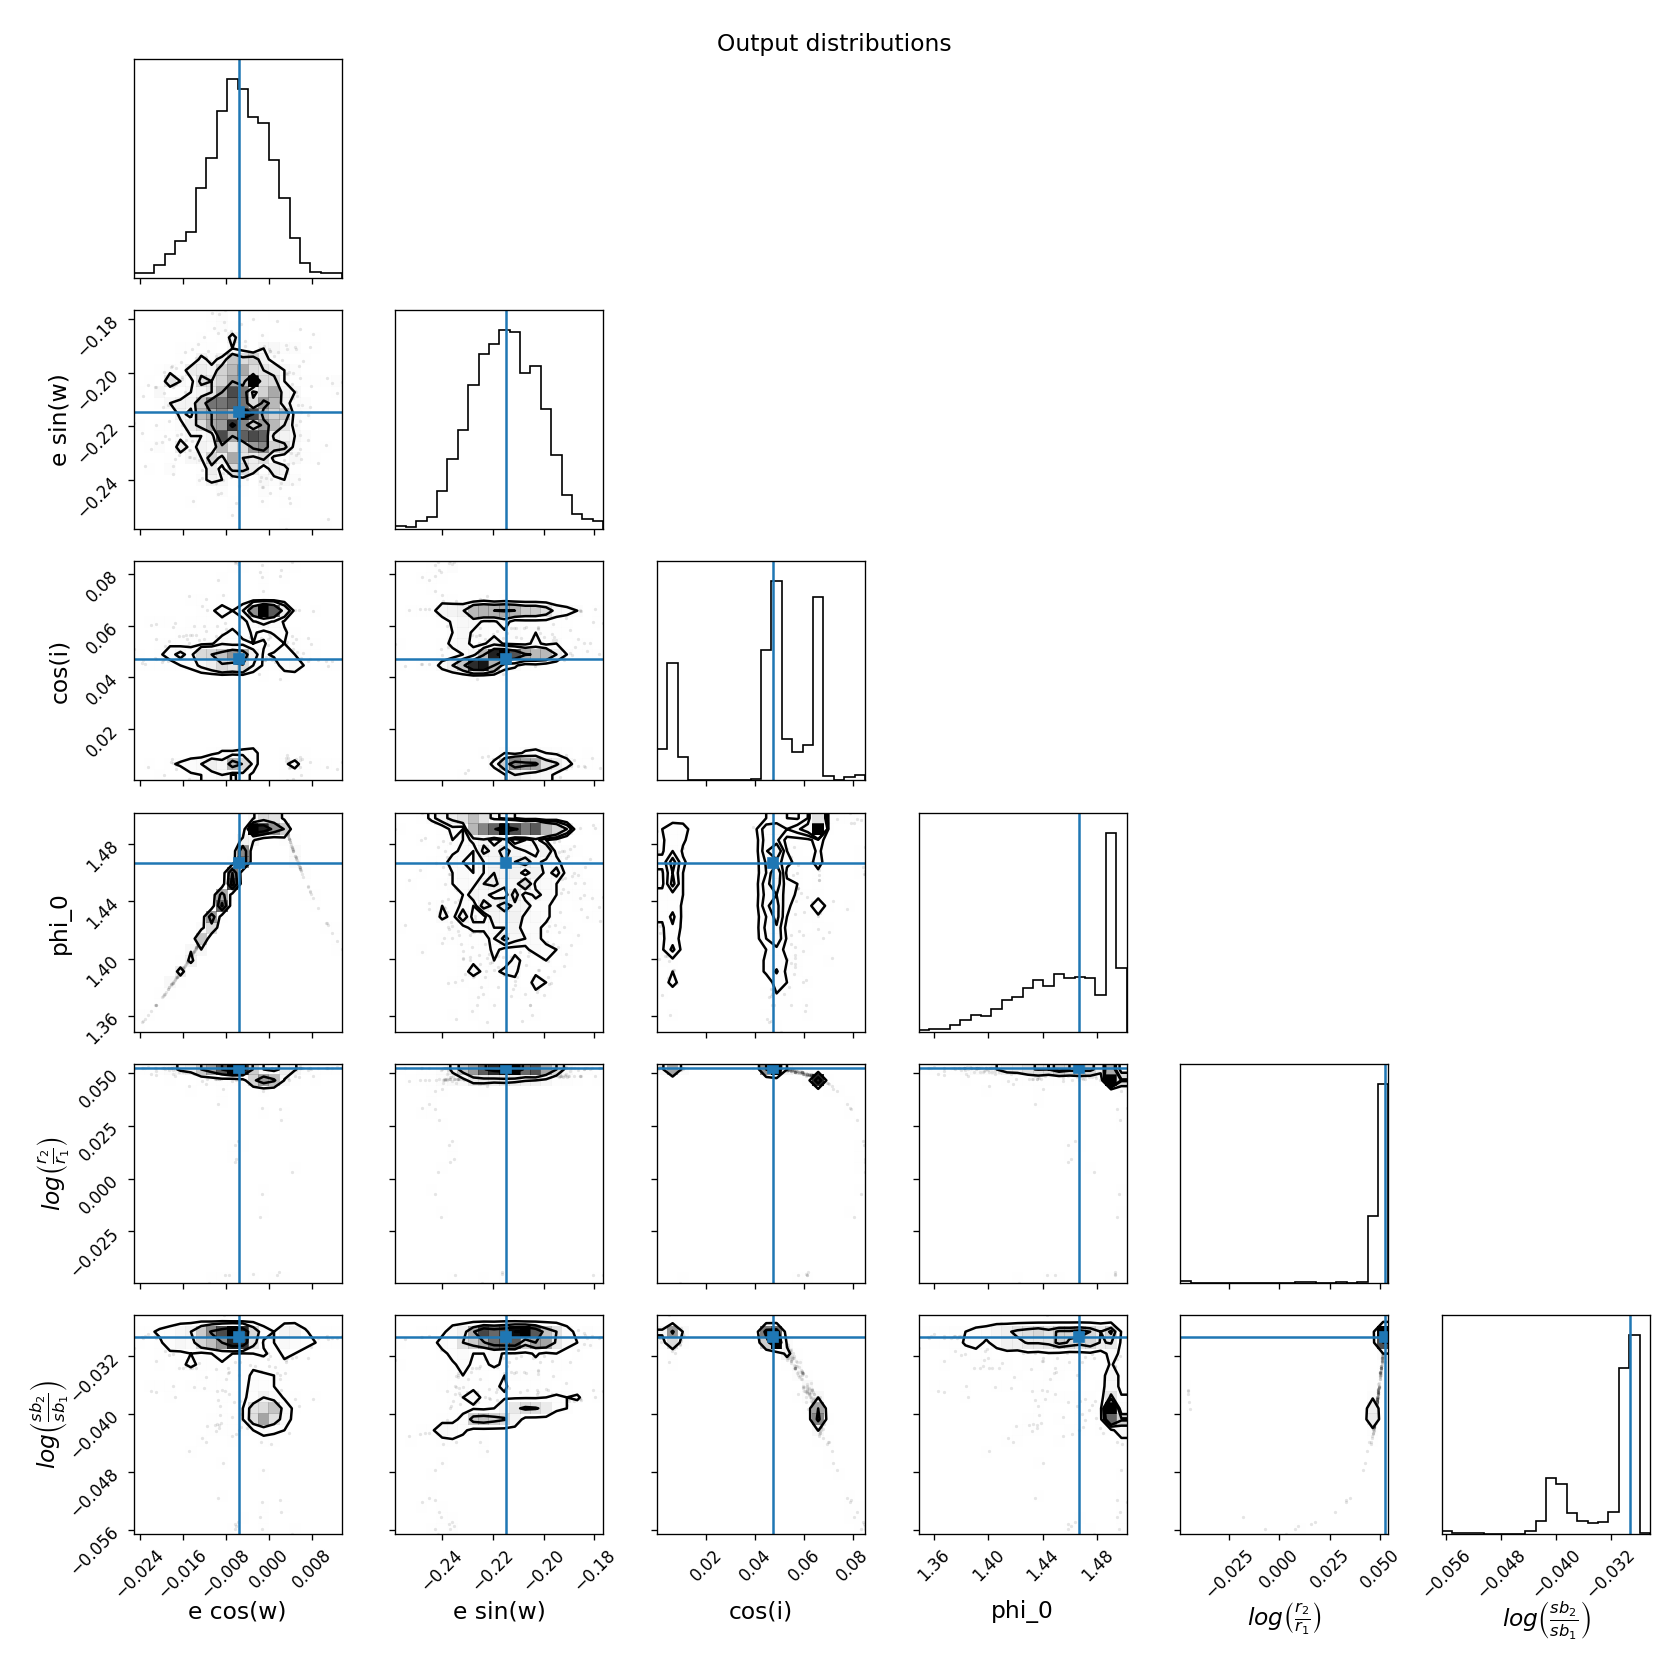 Output distributions
−0.18
−0.20
−0.22
−0.24
e sin(w)
0.08
0.06
0.04
0.02
cos(i)
1.48
1.44
1.40
1.36
phi_0
0.050
0.025
0.000
−0.025
log(r2/r1)
−0.032
−0.040
−0.048
−0.056
log(sb2/sb1)
−0.024 −0.016 −0.008 0.000 0.008
−0.24 −0.22 −0.20 −0.18
0.02 0.04 0.06 0.08
1.36 1.40 1.44 1.48
−0.025 0.000 0.025 0.050
−0.056 −0.048 −0.040 −0.032
e cos(w) e sin(w) cos(i) phi_0 log(r2/r1) log(sb2/sb1)